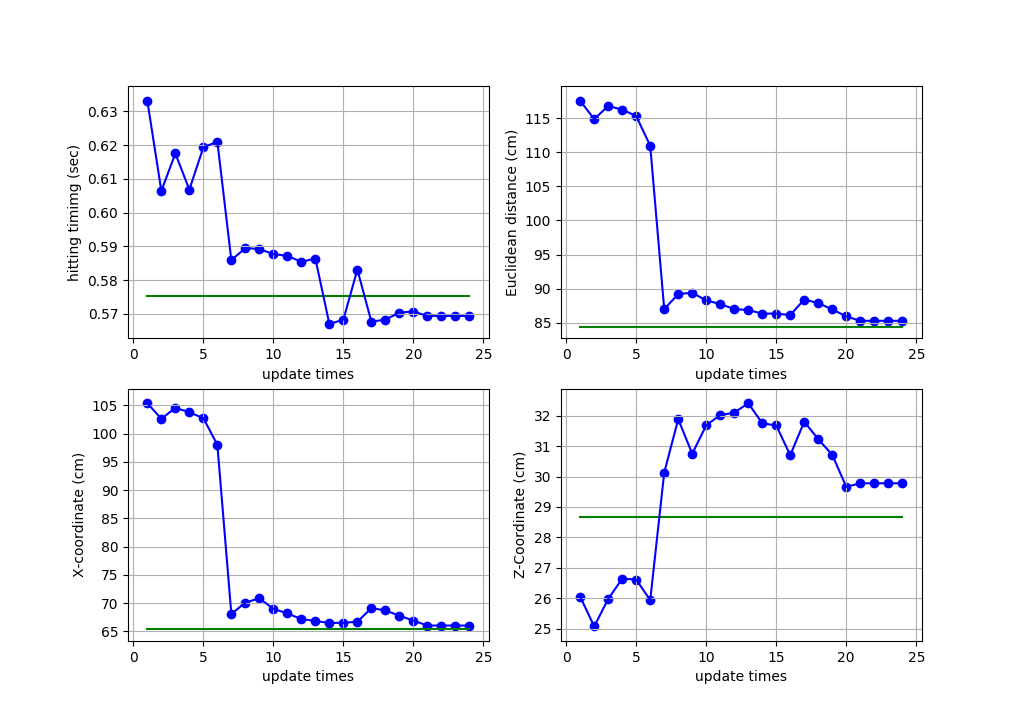 hitting timimg (sec)
0.63
0.62
0.61
0.60
0.59
0.58
0.57
0 5 10 15 20 25
update times
Euclidean distance (cm)
115
110
105
100
95
90
85
0 5 10 15 20 25
update times
X-coordinate (cm)
105
100
95
90
85
80
75
70
65
0 5 10 15 20 25
update times
Z-Coordinate (cm)
32
31
30
29
28
27
26
25
0 5 10 15 20 25
update times